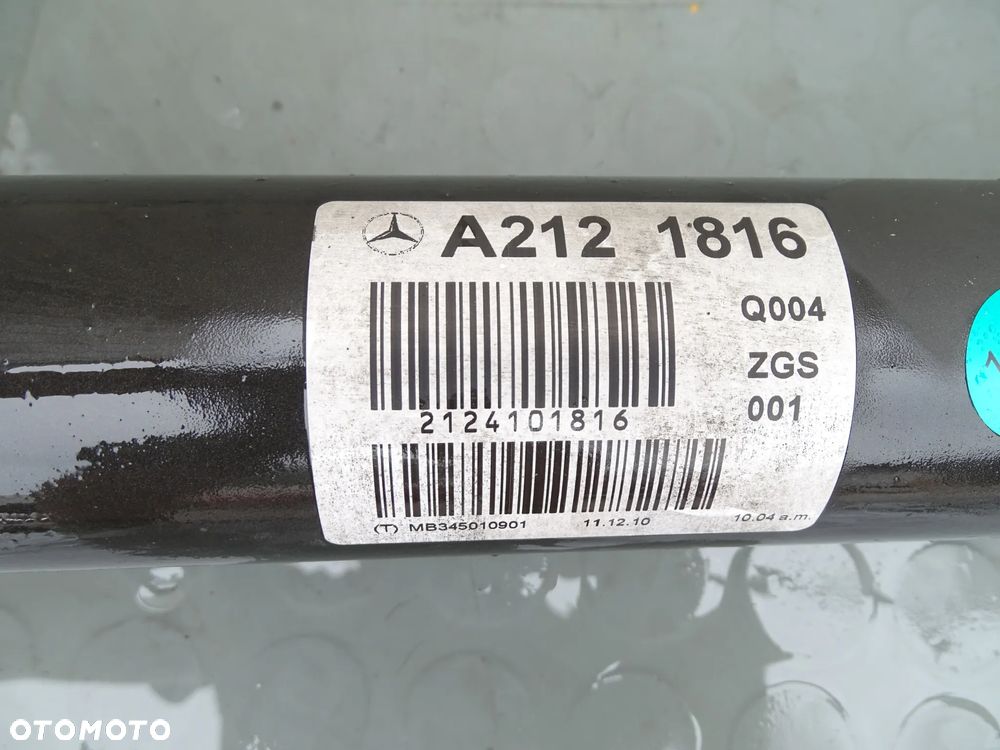 A212 1816
Q004
ZGS
001
2124101816
(T) MB345010901 11.12.10 10.04 a.m.
OTOMOTO